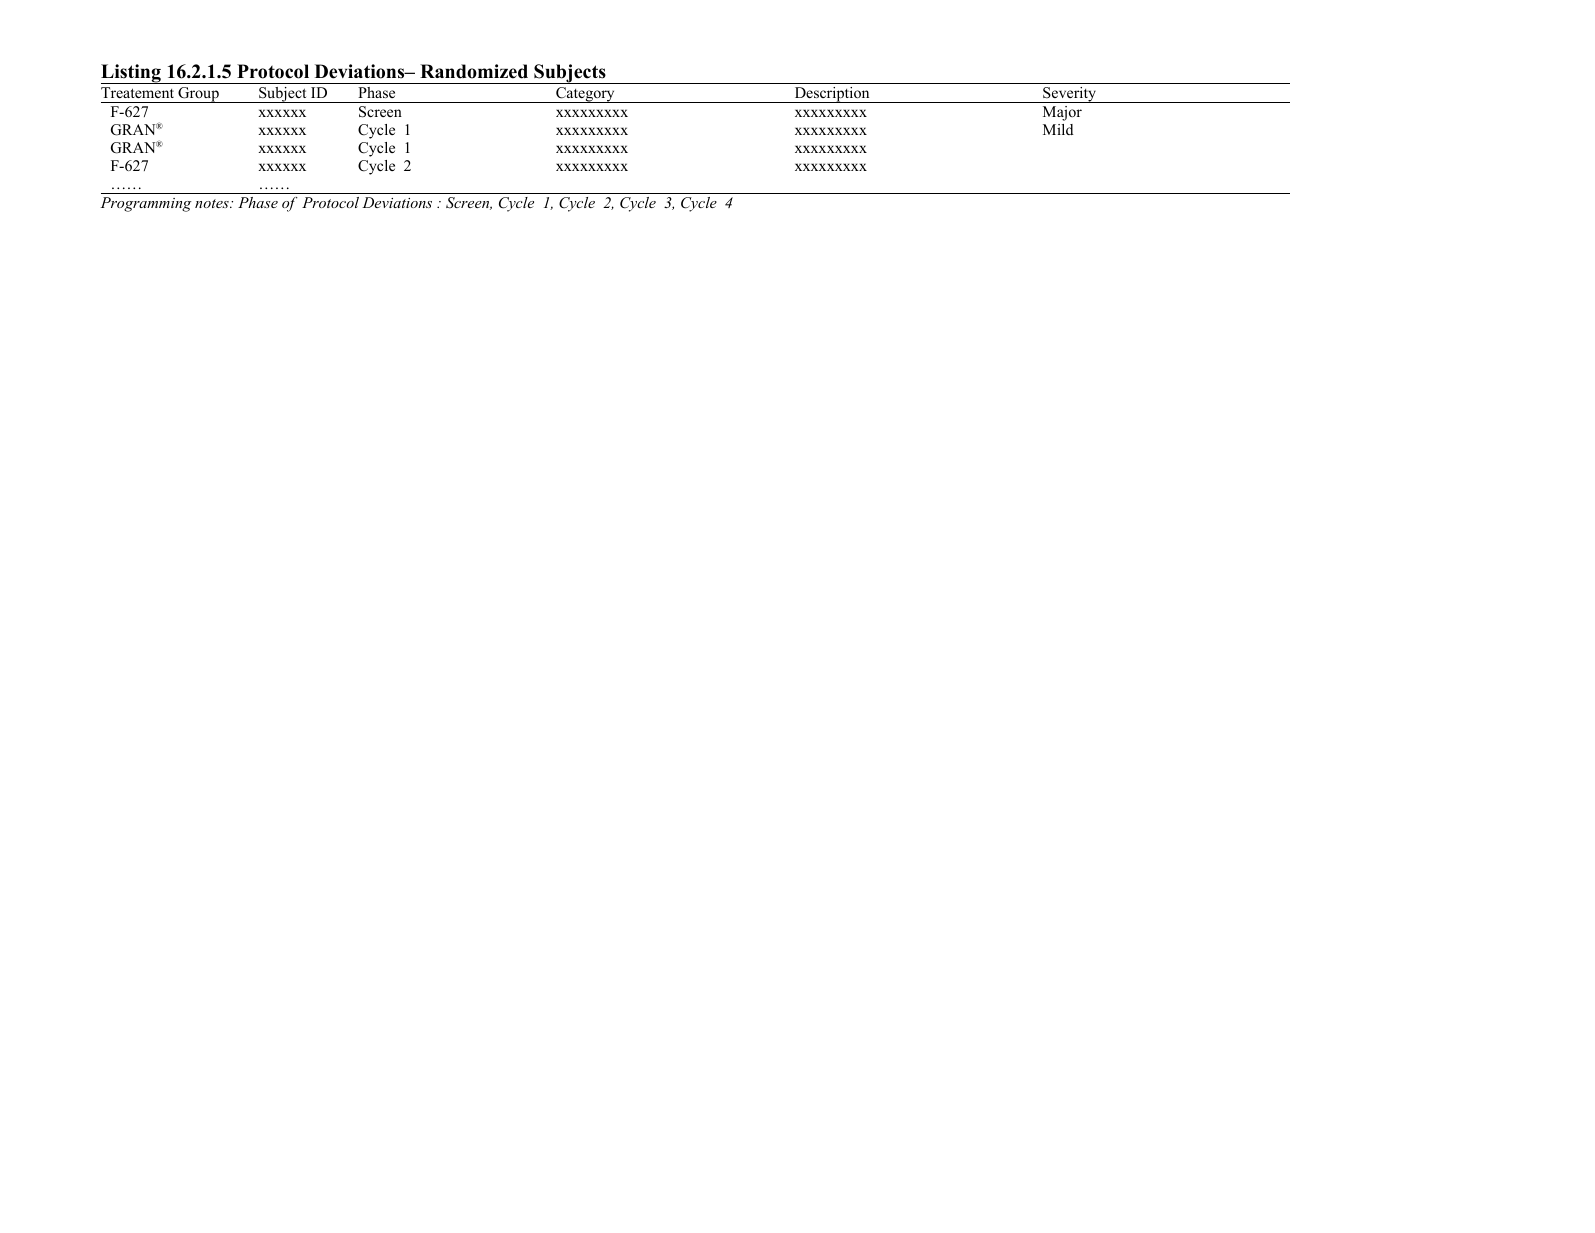 Listing 16.2.1.5 Protocol Deviations– Randomized Subjects
Treatement Group Subject ID Phase Category Description Severity
F-627 xxxxxx Screen xxxxxxxxx xxxxxxxxx Major
GRAN® xxxxxx Cycle 1 xxxxxxxxx xxxxxxxxx Mild
GRAN® xxxxxx Cycle 1 xxxxxxxxx xxxxxxxxx
F-627 xxxxxx Cycle 2 xxxxxxxxx xxxxxxxxx
…… ……
Programming notes: Phase of Protocol Deviations : Screen, Cycle 1, Cycle 2, Cycle 3, Cycle 4